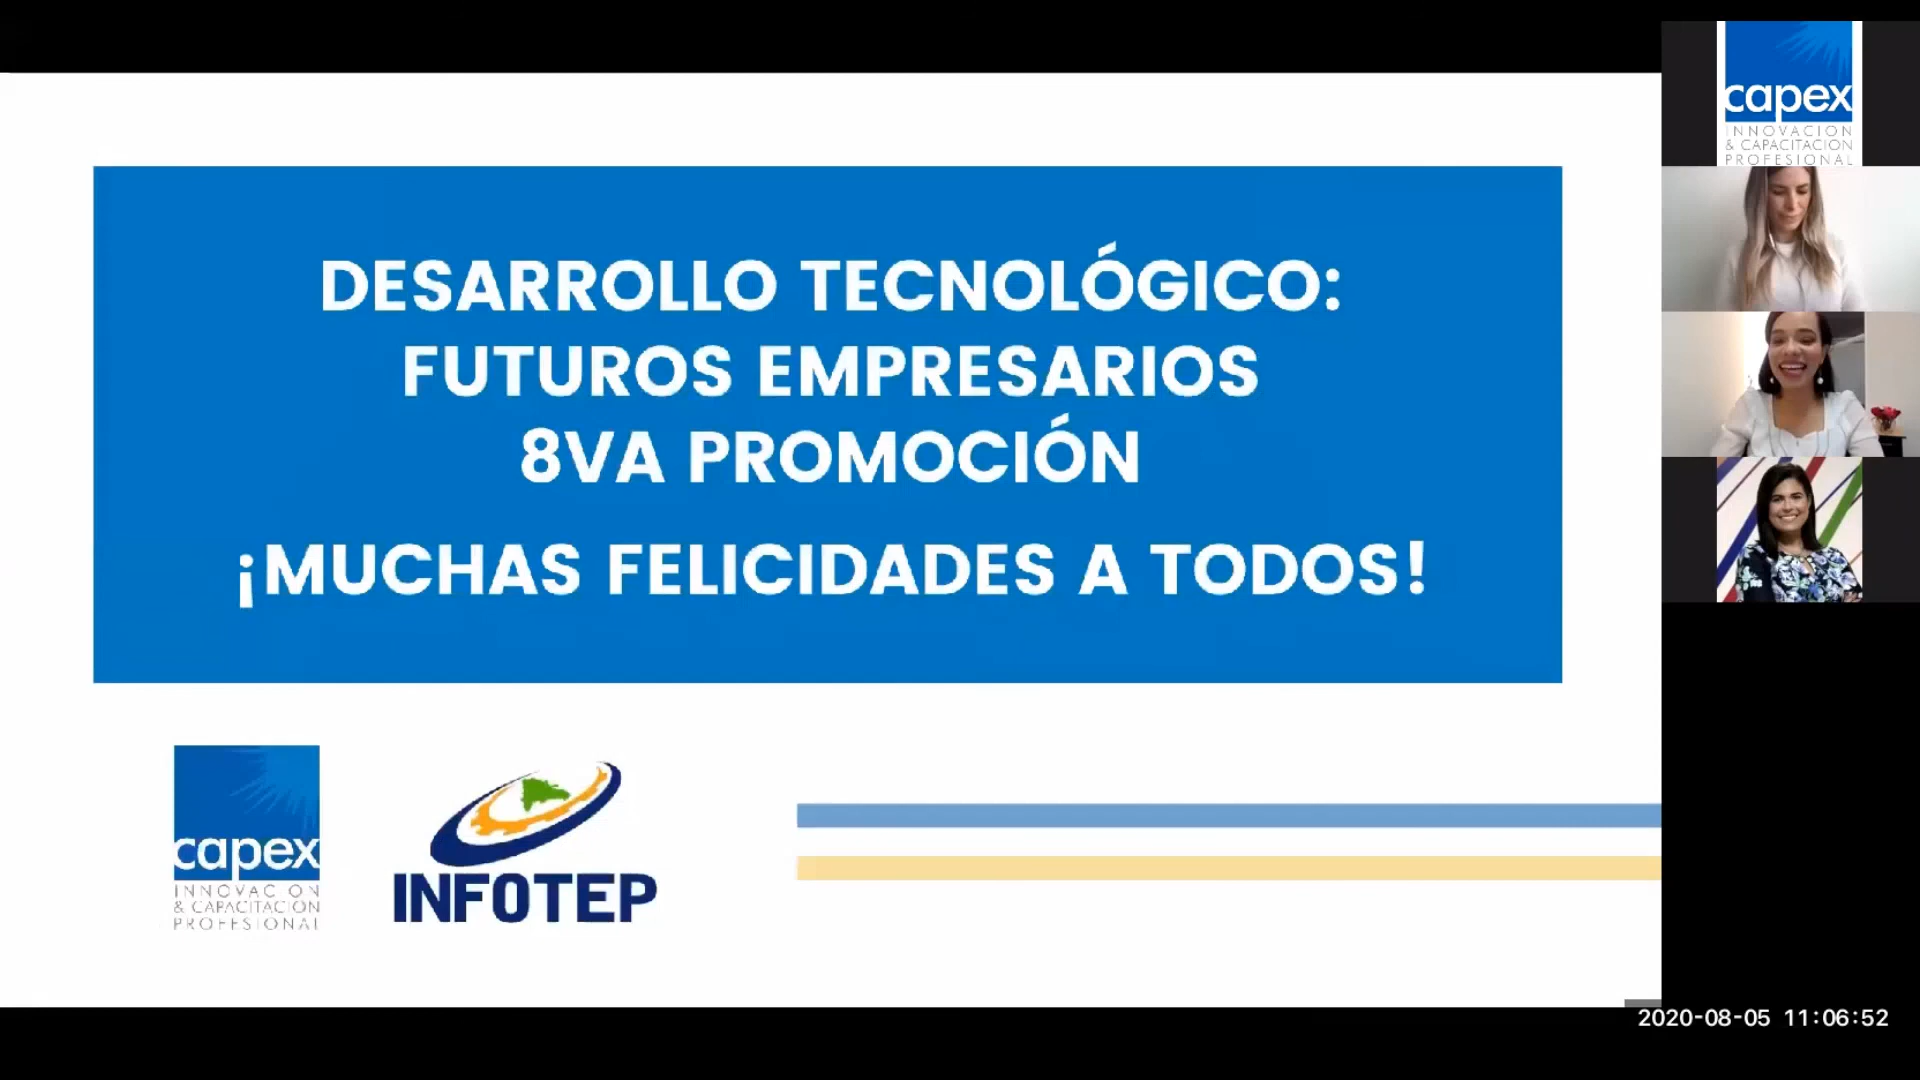 DESARROLLO TECNOLÓGICO:
FUTUROS EMPRESARIOS
8VA PROMOCIÓN
¡MUCHAS FELICIDADES A TODOS!
capex
INNOVACION
& CAPACITACION
PROFESIONAL
INFOTEP
capex
INNOVACION
& CAPACITACION
PROFESIONAL
2020-08-05 11:06:52